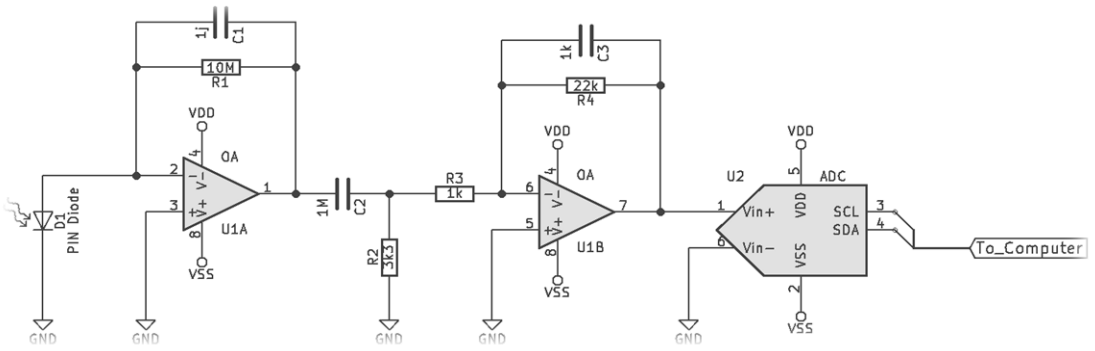 1j
C1
10M
R1
VDD
4
OA
2
V-
1
3
V+
U1A
8
VSS
D1
PIN Diode
GND
GND
1M
C2
R2
3k3
GND
R3
1k
1k
C3
22k
R4
VDD
4
OA
6
V-
7
5
V+
U1B
8
VSS
GND
VDD
5
U2
ADC
1
Vin+
VDD
SCL
3
SDA
4
6
Vin-
VSS
2
VSS
GND
To_Computer